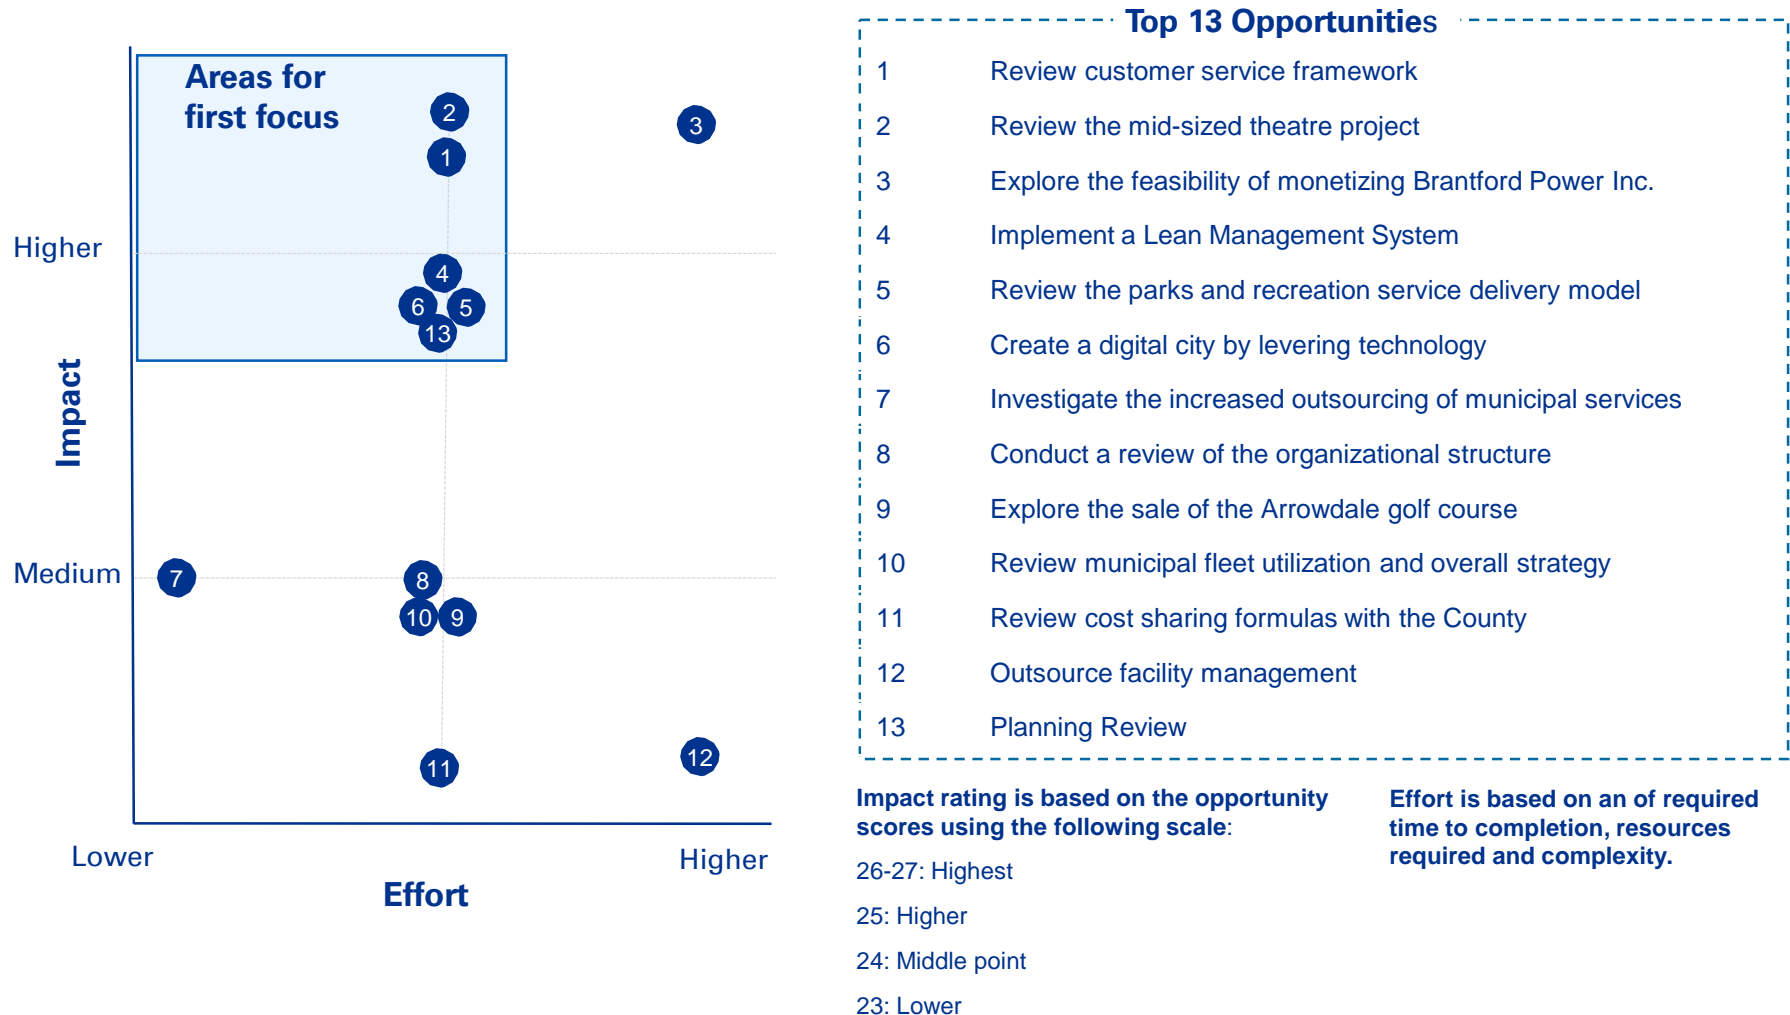 Areas for
first focus
2
3
1
Higher
4
6
5
13
Impact
Medium
7
8
10
9
11
12
Lower
Higher
Effort
Top 13 Opportunities
1 Review customer service framework
2 Review the mid-sized theatre project
3 Explore the feasibility of monetizing Brantford Power Inc.
4 Implement a Lean Management System
5 Review the parks and recreation service delivery model
6 Create a digital city by levering technology
7 Investigate the increased outsourcing of municipal services
8 Conduct a review of the organizational structure
9 Explore the sale of the Arrowdale golf course
10 Review municipal fleet utilization and overall strategy
11 Review cost sharing formulas with the County
12 Outsource facility management
13 Planning Review
Impact rating is based on the opportunity
scores using the following scale:
26-27: Highest
25: Higher
24: Middle point
23: Lower
Effort is based on an of required
time to completion, resources
required and complexity.